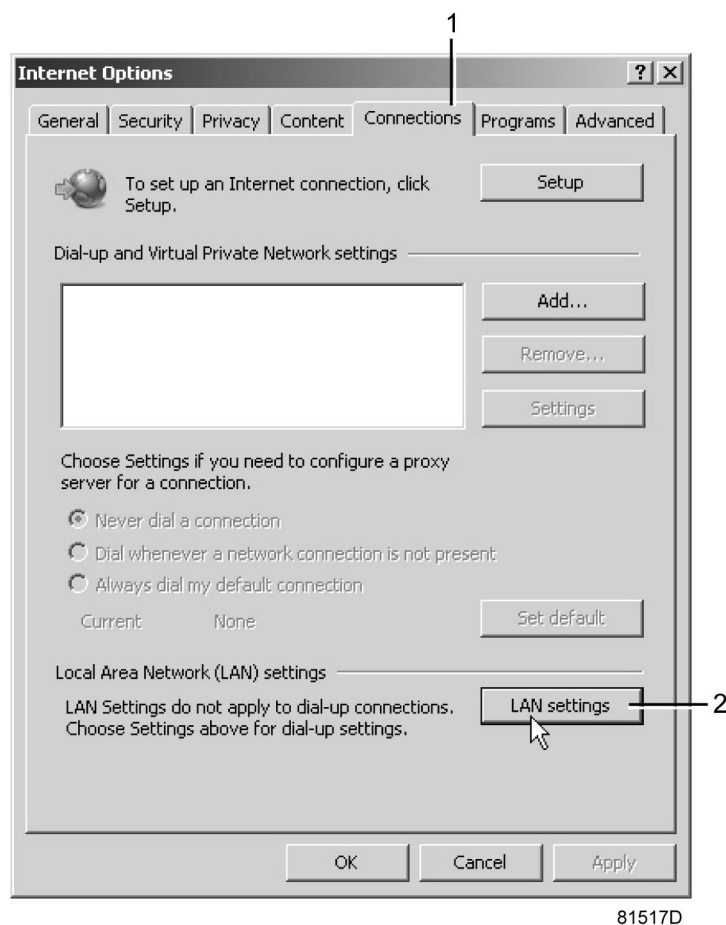 1
Internet Options
General Security Privacy Content Connections Programs Advanced
To set up an Internet connection, click
Setup.
Setup
Dial-up and Virtual Private Network settings
Add...
Remove...
Settings
Choose Settings if you need to configure a proxy
server for a connection.
Never dial a connection
Dial whenever a network connection is not present
Always dial my default connection
Current None
Set default
Local Area Network (LAN) settings
LAN Settings do not apply to dial-up connections.
Choose Settings above for dial-up settings.
LAN settings
2
OK Cancel Apply
81517D